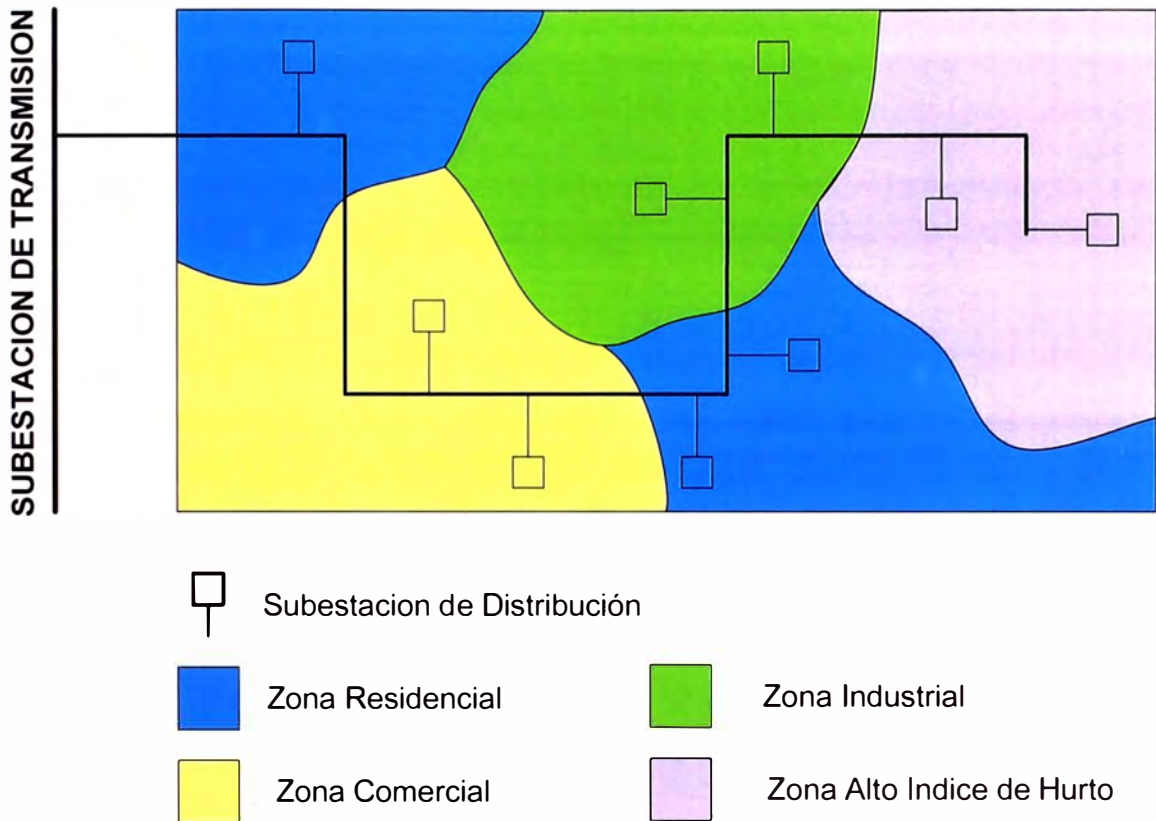 SUBESTACION DE TRANSMISION
Subestacion de Distribución
Zona Residencial
Zona Industrial
Zona Comercial
Zona Alto Indice de Hurto